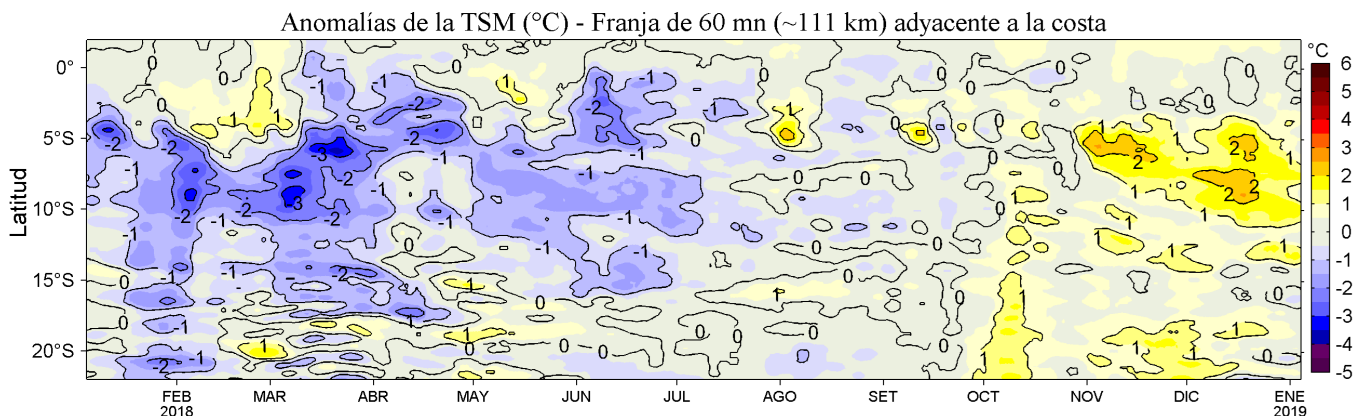 Anomalías de la TSM (°C) - Franja de 60 mn (~111 km) adyacente a la costa
°C
Latitud
0°
5°S
10°S
15°S
20°S
FEB MAR ABR MAY JUN JUL AGO SET OCT NOV DIC ENE
2018 2019
6
5
4
3
2
1
0
-1
-2
-3
-4
-5